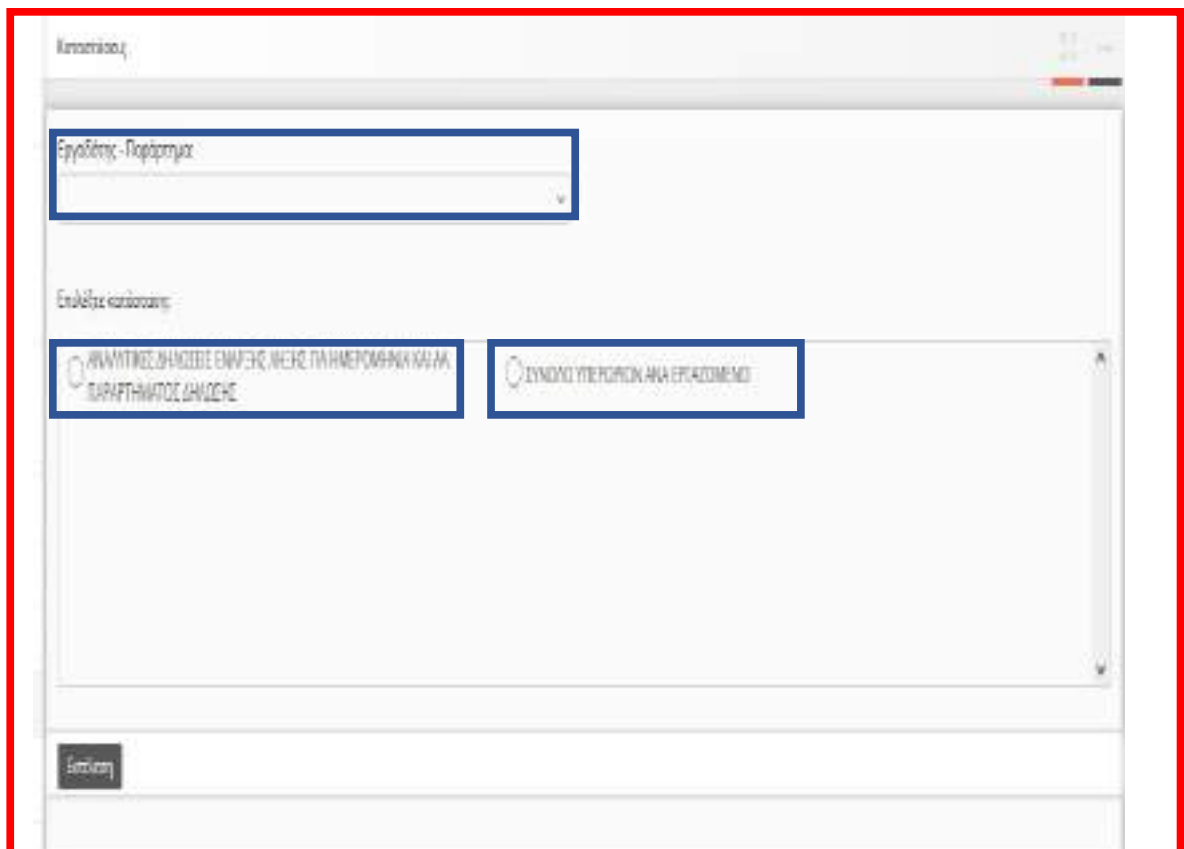 Καταστάσεις
Εργοδότης - Παράρτημα:
Επιλέξτε κατάσταση:
ΑΝΑΛΥΤΙΚΕΣ ΔΗΛΩΣΕΙΣ ΕΝΑΡΞΗΣ ΛΗΞΗΣ ΓΙΑ ΗΜΕΡΟΜΗΝΙΑ ΚΑΙ ΑΑ
ΠΑΡΑΡΤΗΜΑΤΟΣ ΔΗΛΩΣΗΣ
ΣΥΝΟΛΟ ΥΠΕΡΩΡΙΩΝ ΑΝΑ ΕΡΓΑΖΟΜΕΝΟ
Εκτέλεση